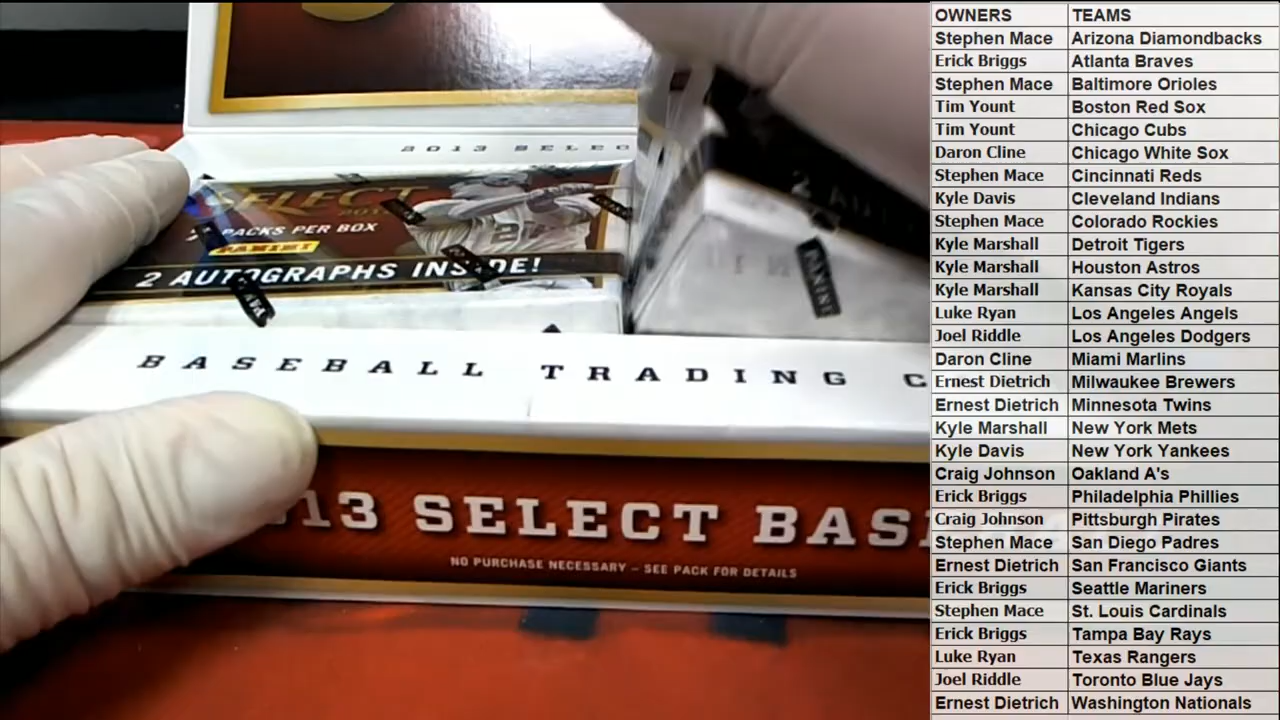 2013 SELEC
SELECT
PACKS PER BOX
PANINI
2 AUTOGRAPHS INSIDE!
2 AUT
PANINI
BASEBALL TRADING C
13 SELECT BAS
NO PURCHASE NECESSARY – SEE PACK FOR DETAILS
OWNERS TEAMS
Stephen Mace Arizona Diamondbacks
Erick Briggs Atlanta Braves
Stephen Mace Baltimore Orioles
Tim Yount Boston Red Sox
Tim Yount Chicago Cubs
Daron Cline Chicago White Sox
Stephen Mace Cincinnati Reds
Kyle Davis Cleveland Indians
Stephen Mace Colorado Rockies
Kyle Marshall Detroit Tigers
Kyle Marshall Houston Astros
Kyle Marshall Kansas City Royals
Luke Ryan Los Angeles Angels
Joel Riddle Los Angeles Dodgers
Daron Cline Miami Marlins
Ernest Dietrich Milwaukee Brewers
Ernest Dietrich Minnesota Twins
Kyle Marshall New York Mets
Kyle Davis New York Yankees
Craig Johnson Oakland A's
Erick Briggs Philadelphia Phillies
Craig Johnson Pittsburgh Pirates
Stephen Mace San Diego Padres
Ernest Dietrich San Francisco Giants
Erick Briggs Seattle Mariners
Stephen Mace St. Louis Cardinals
Erick Briggs Tampa Bay Rays
Luke Ryan Texas Rangers
Joel Riddle Toronto Blue Jays
Ernest Dietrich Washington Nationals